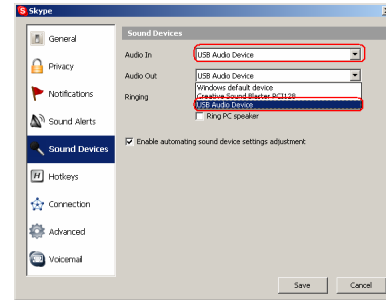 Skype
General
Privacy
Notifications
Sound Alerts
Sound Devices
Hotkeys
Connection
Advanced
Voicemail
Sound Devices
Audio In
USB Audio Device
Audio Out
USB Audio Device
Windows default device
Creative Sound Blaster PCI128
USB Audio Device
Ringing
Ring PC speaker
Enable automating sound device settings adjustment
Save
Cancel